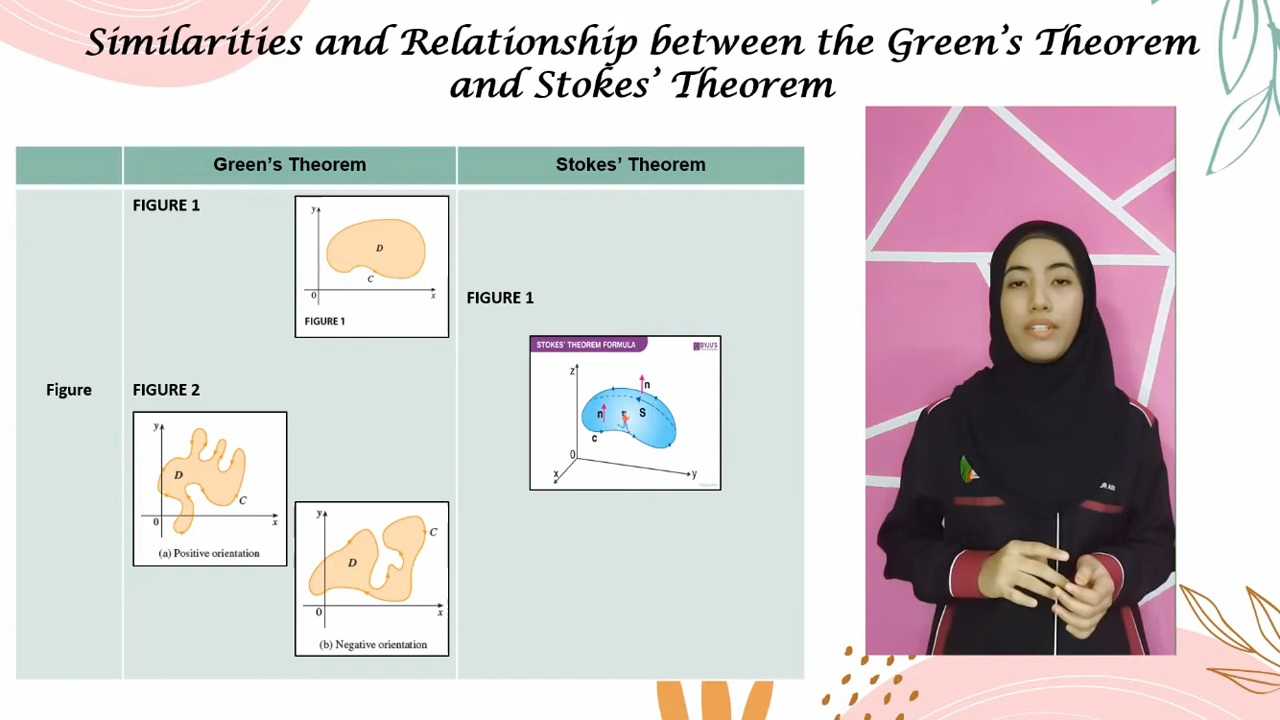 Similarities and Relationship between the Green's Theorem
and Stokes' Theorem
Green's Theorem
Stokes' Theorem
Figure
FIGURE 1
y
D
C
0
x
FIGURE 1
FIGURE 2
y
D
C
0
x
(a) Positive orientation
y
C
D
0
x
(b) Negative orientation
FIGURE 1
STOKES' THEOREM FORMULA
BYJU'S
z
n
n
S
c
0
x
y